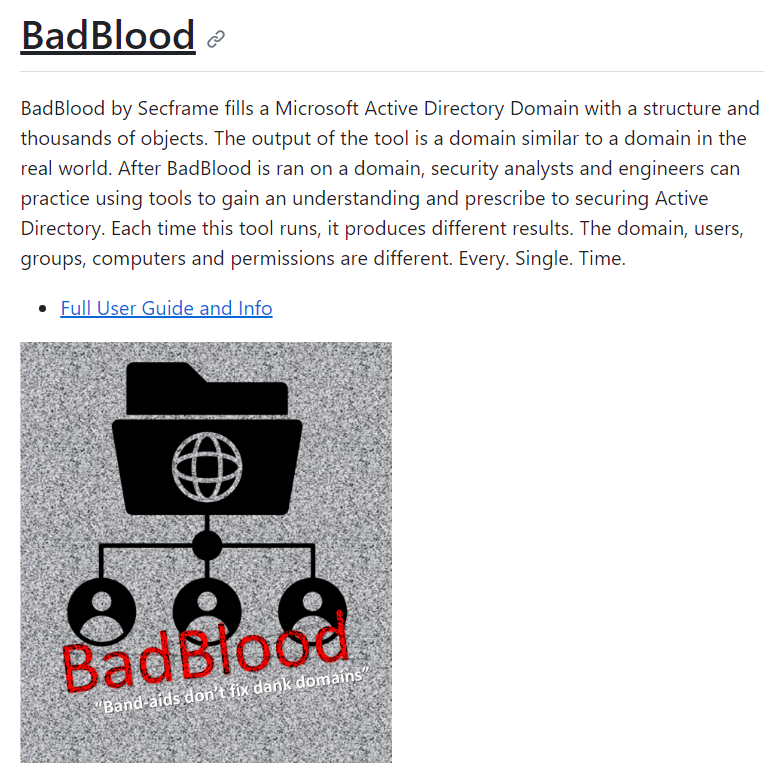 BadBlood
BadBlood by Secframe fills a Microsoft Active Directory Domain with a structure and
thousands of objects. The output of the tool is a domain similar to a domain in the
real world. After BadBlood is ran on a domain, security analysts and engineers can
practice using tools to gain an understanding and prescribe to securing Active
Directory. Each time this tool runs, it produces different results. The domain, users,
groups, computers and permissions are different. Every. Single. Time.
• Full User Guide and Info
BadBlood
“Band-aids don’t fix dank domains”